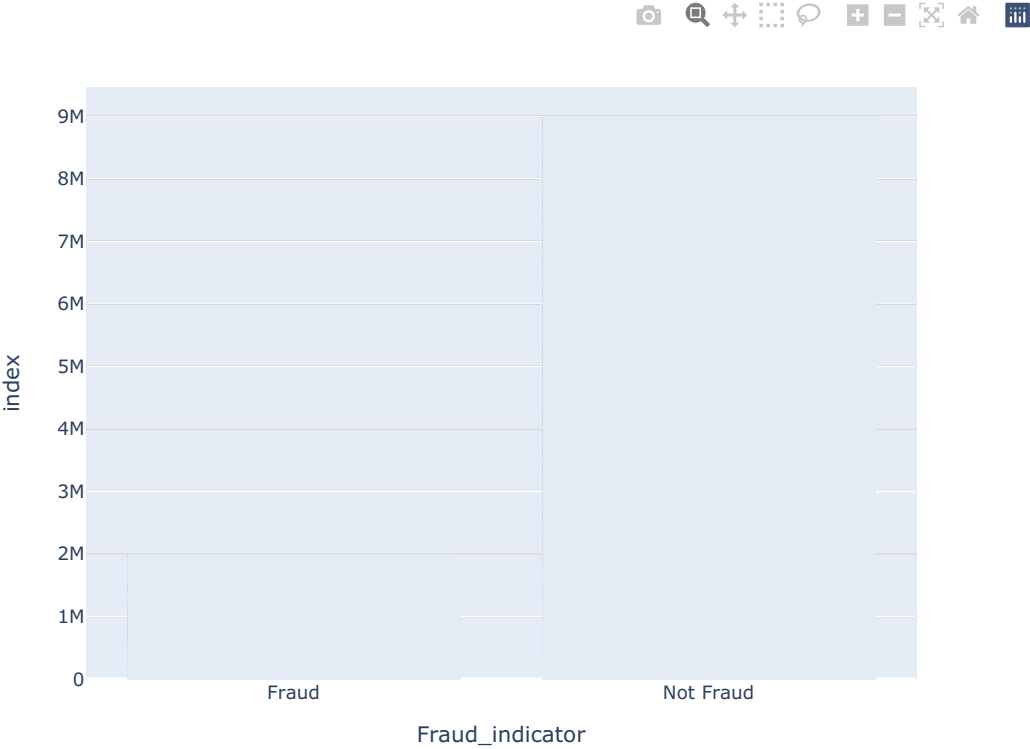 9M
8M
7M
6M
5M
4M
3M
2M
1M
0
index
Fraud
Not Fraud
Fraud_indicator